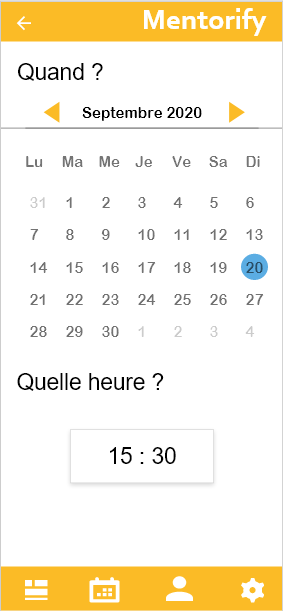 Mentorify
Quand ?
Septembre 2020
Lu Ma Me Je Ve Sa Di
31 1 2 3 4 5 6
7 8 9 10 11 12 13
14 15 16 17 18 19 20
21 22 23 24 25 26 27
28 29 30 1 2 3 4
Quelle heure ?
15 : 30